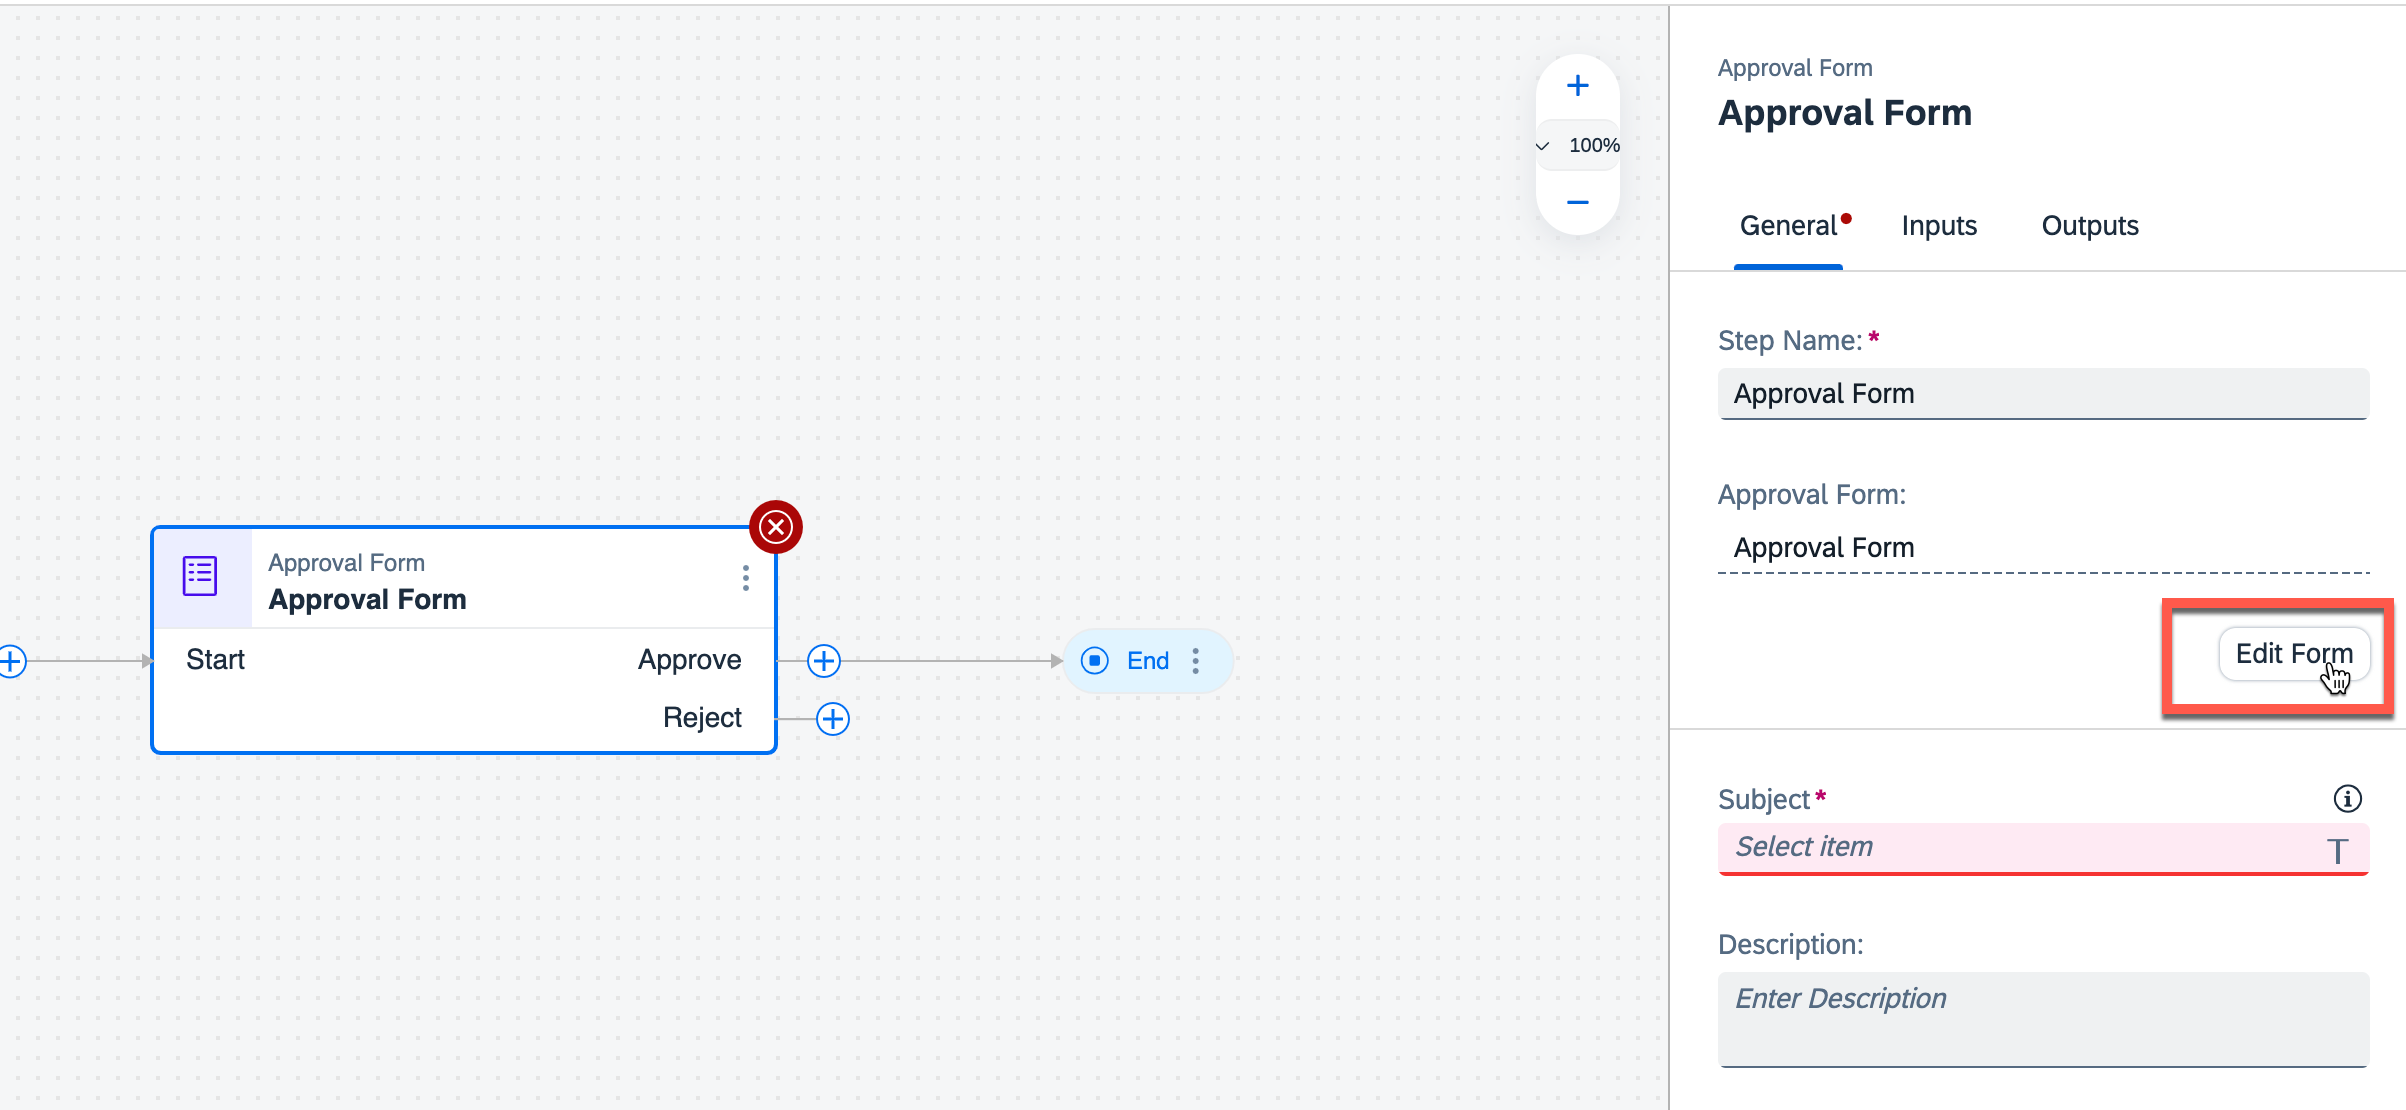 100%
Approval Form
Approval Form
Start
Approve
Reject
End
Approval Form
Approval Form
General
Inputs
Outputs
Step Name: *
Approval Form
Approval Form:
Approval Form
Edit Form
Subject *
Select item
T
Description:
Enter Description